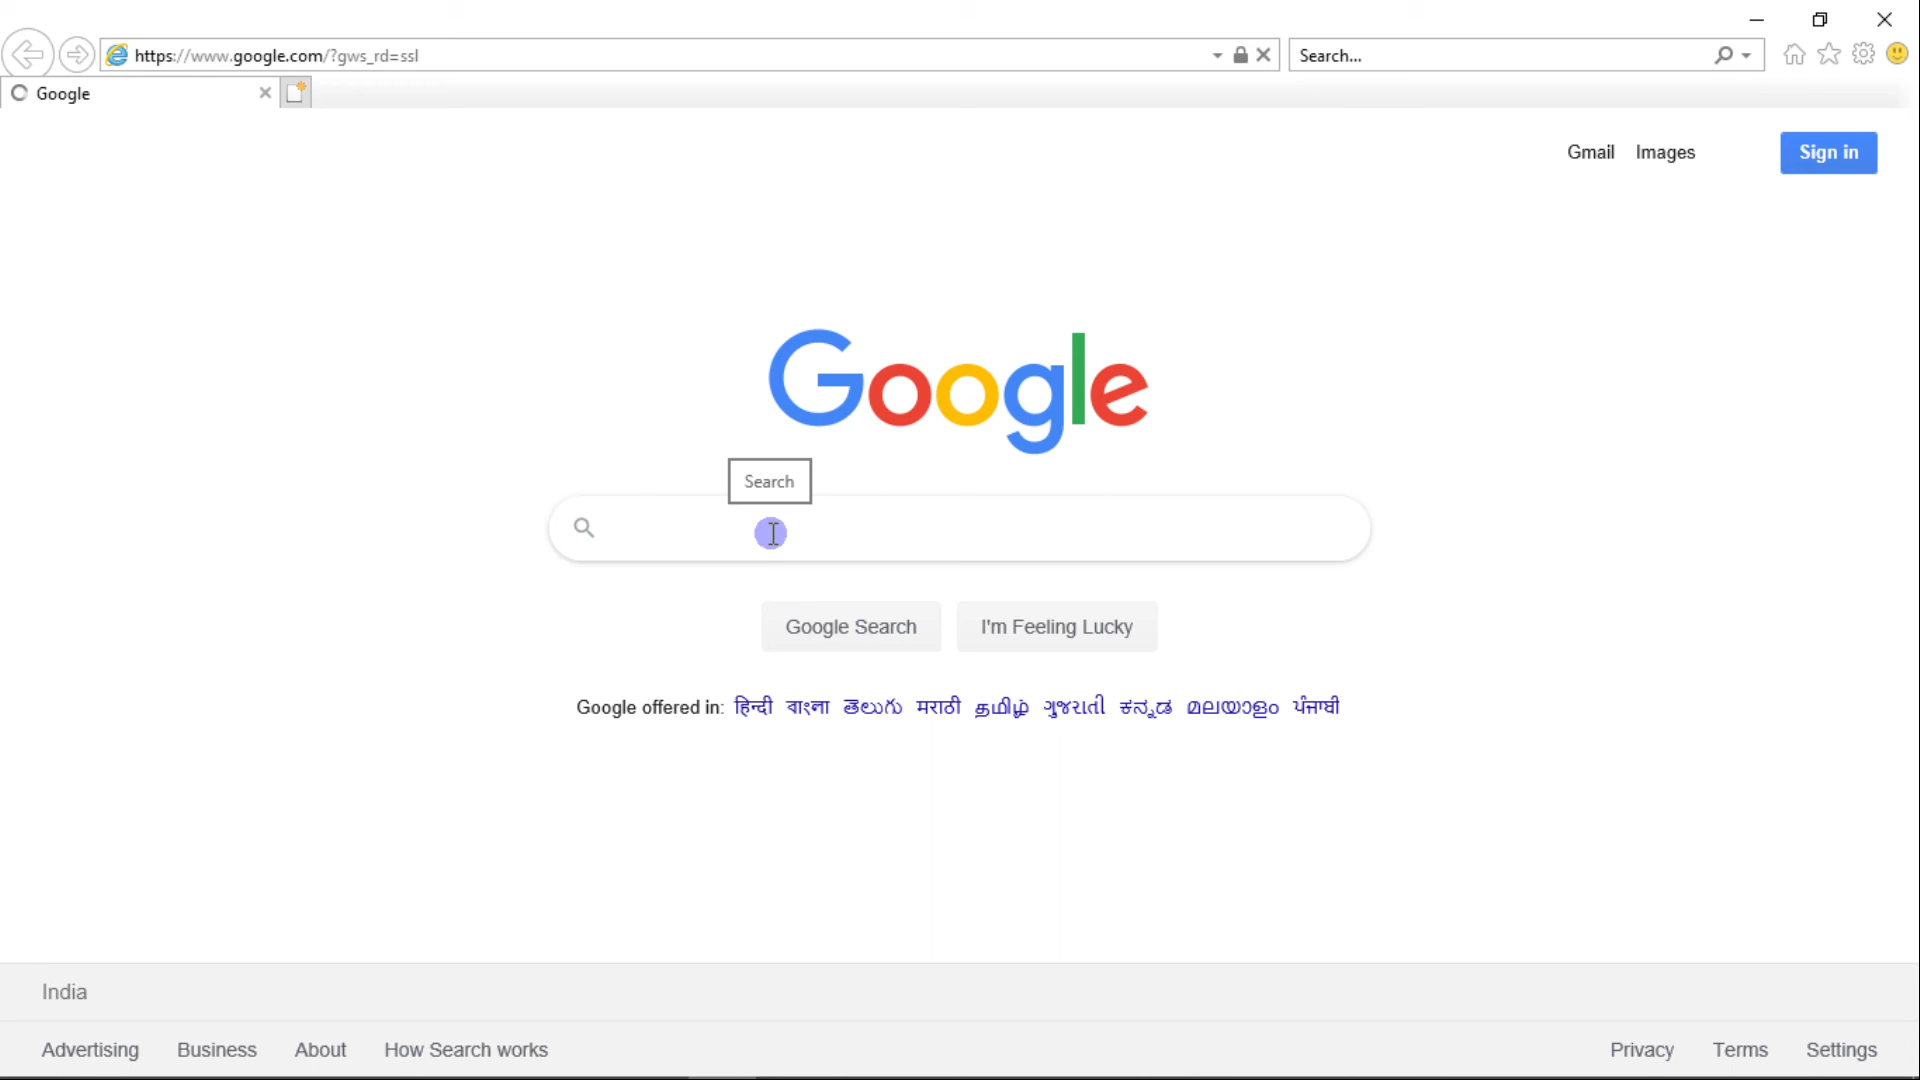 https://www.google.com/?gws_rd=ssl
Search...
Google
Gmail Images Sign in
Google
Search
Google Search I'm Feeling Lucky
Google offered in: हिन्दी বাংলা తెలుగు मराठी தமிழ் ગુજરાતી ಕನ್ನಡ മലയാളം ਪੰਜਾਬੀ
India
Advertising Business About How Search works Privacy Terms Settings